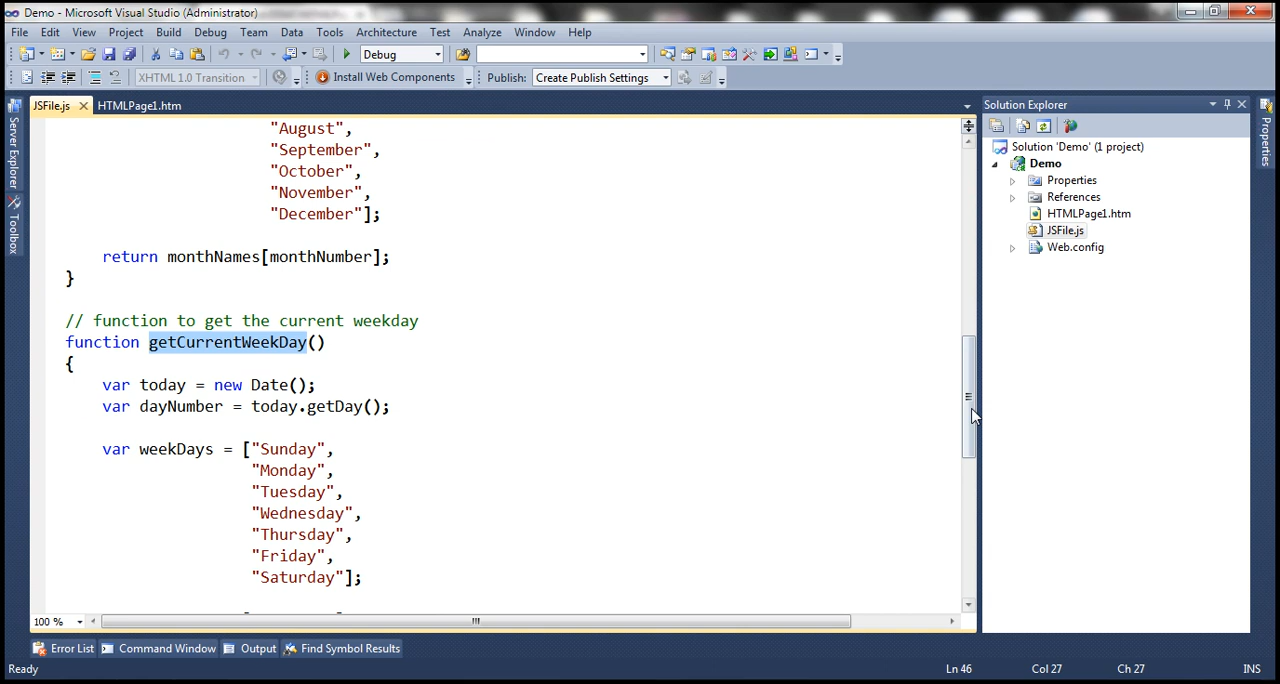 Demo - Microsoft Visual Studio (Administrator)
File Edit View Project Build Debug Team Data Tools Architecture Test Analyze Window Help
Debug
XHTML 1.0 Transition Install Web Components Publish: Create Publish Settings
JSFile.js HTMLPage1.htm
Server Explorer
Toolbox
"August",
"September",
"October",
"November",
"December"];
return monthNames[monthNumber];
}
// function to get the current weekday
function getCurrentWeekDay()
{
var today = new Date();
var dayNumber = today.getDay();
var weekDays = ["Sunday",
"Monday",
"Tuesday",
"Wednesday",
"Thursday",
"Friday",
"Saturday"];
100 %
Solution Explorer
Solution 'Demo' (1 project)
Demo
Properties
References
HTMLPage1.htm
JSFile.js
Web.config
Properties
Error List Command Window Output Find Symbol Results
Ready Ln 46 Col 27 Ch 27 INS